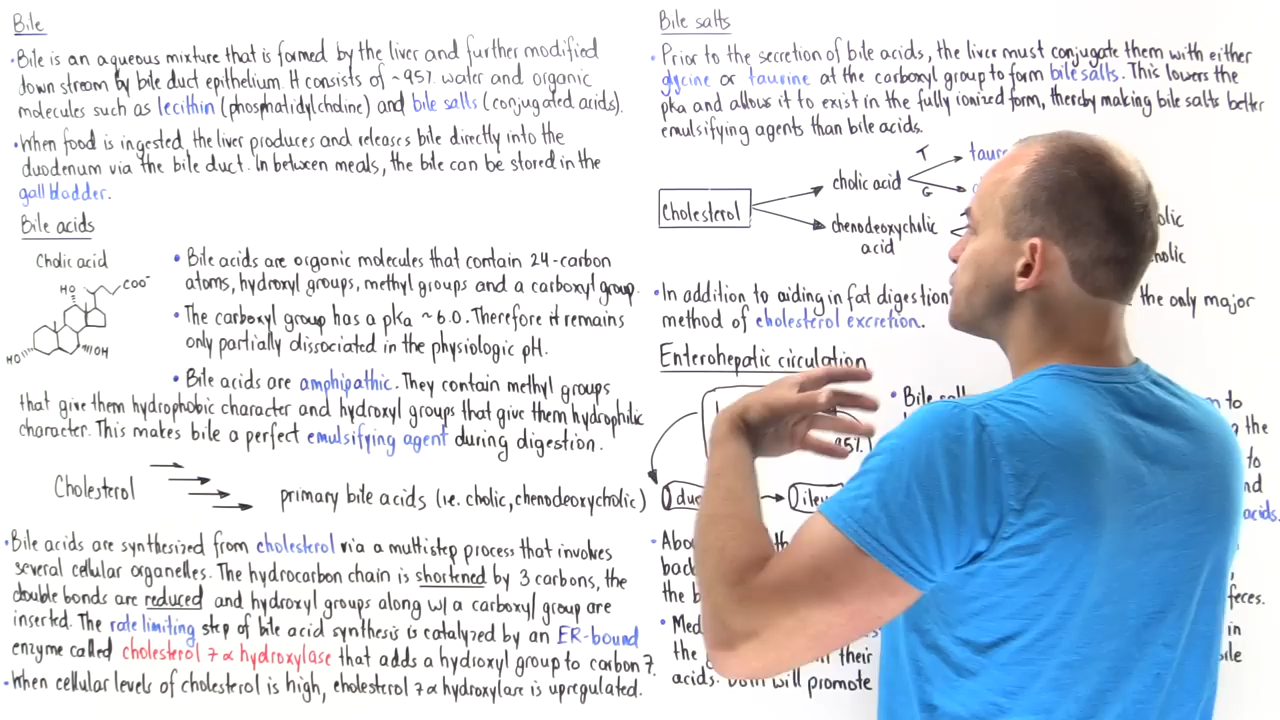 Bile
• Bile is an aqueous mixture that is formed by the liver and further modified
down stream by bile duct epithelium. It consists of ~95% water and organic
molecules such as lecithin (phosphatidylcholine) and bile salts (conjugated acids).
• When food is ingested, the liver produces and releases bile directly into the
duodenum via the bile duct. In between meals, the bile can be stored in the
gall bladder.
Bile acids
Cholic acid
HO
COO⁻
HO
OH
• Bile acids are organic molecules that contain 24-carbon
atoms, hydroxyl groups, methyl groups and a carboxyl group.
• The carboxyl group has a pka ~6.0. Therefore it remains
only partially dissociated in the physiologic pH.
• Bile acids are amphipathic. They contain methyl groups
that give them hydrophobic character and hydroxyl groups that give them hydrophilic
character. This makes bile a perfect emulsifying agent during digestion.
Cholesterol
primary bile acids (ie. cholic, chenodeoxycholic)
• Bile acids are synthesized from cholesterol via a multistep process that involves
several cellular organelles. The hydrocarbon chain is shortened by 3 carbons, the
double bonds are reduced and hydroxyl groups along w/ a carboxyl group are
inserted. The rate limiting step of bile acid synthesis is catalyzed by an ER-bound
enzyme called cholesterol 7α hydroxylase that adds a hydroxyl group to carbon 7.
• When cellular levels of cholesterol is high, cholesterol 7α hydroxylase is upregulated.
Bile salts
• Prior to the secretion of bile acids, the liver must conjugate them with either
glycine or taurine at the carboxyl group to form bile salts. This lowers the
pka and allows it to exist in the fully ionized form, thereby making bile salts better
emulsifying agents than bile acids.
Cholesterol
cholic acid
T
G
chenodeoxycholic
acid
• In addition to aiding in fat digestion
the only major
method of cholesterol excretion.
Enterohepatic circulation
95%
• Bile
to
the
to
acids.
back
the
feces.
•
in
the
their
acids.
will promote